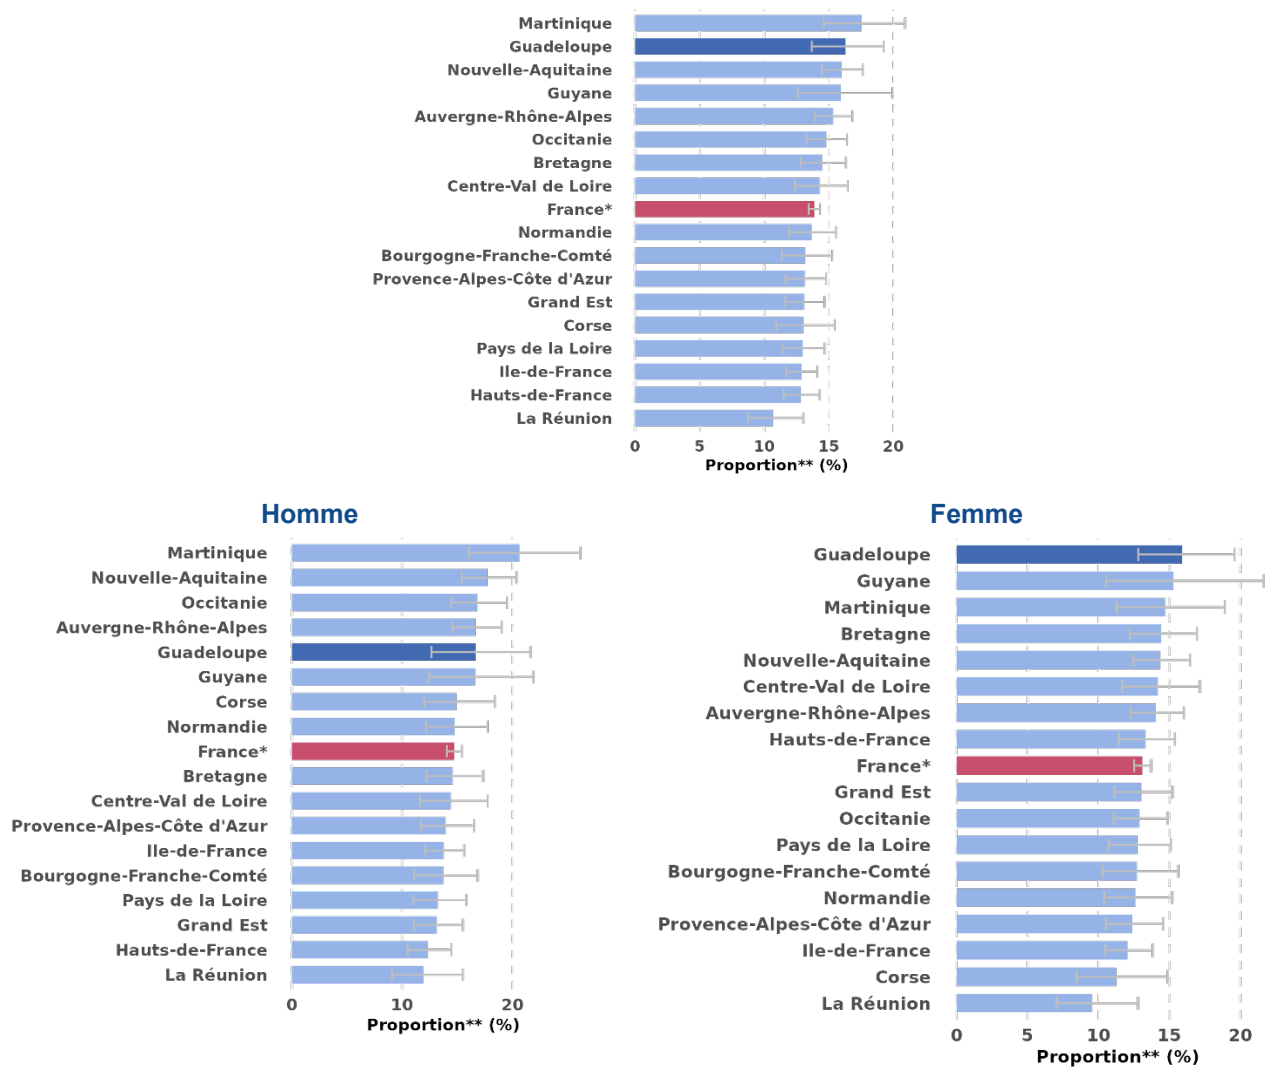 Martinique
Guadeloupe
Nouvelle-Aquitaine
Guyane
Auvergne-Rhône-Alpes
Occitanie
Bretagne
Centre-Val de Loire
France*
Normandie
Bourgogne-Franche-Comté
Provence-Alpes-Côte d'Azur
Grand Est
Corse
Pays de la Loire
Ile-de-France
Hauts-de-France
La Réunion
0 5 10 15 20
Proportion** (%)
Homme
Martinique
Nouvelle-Aquitaine
Occitanie
Auvergne-Rhône-Alpes
Guadeloupe
Guyane
Corse
Normandie
France*
Bretagne
Centre-Val de Loire
Provence-Alpes-Côte d'Azur
Ile-de-France
Bourgogne-Franche-Comté
Pays de la Loire
Grand Est
Hauts-de-France
La Réunion
0 10 20
Proportion** (%)
Femme
Guadeloupe
Guyane
Martinique
Bretagne
Nouvelle-Aquitaine
Centre-Val de Loire
Auvergne-Rhône-Alpes
Hauts-de-France
France*
Grand Est
Occitanie
Pays de la Loire
Bourgogne-Franche-Comté
Normandie
Provence-Alpes-Côte d'Azur
Ile-de-France
Corse
La Réunion
0 5 10 15 20
Proportion** (%)